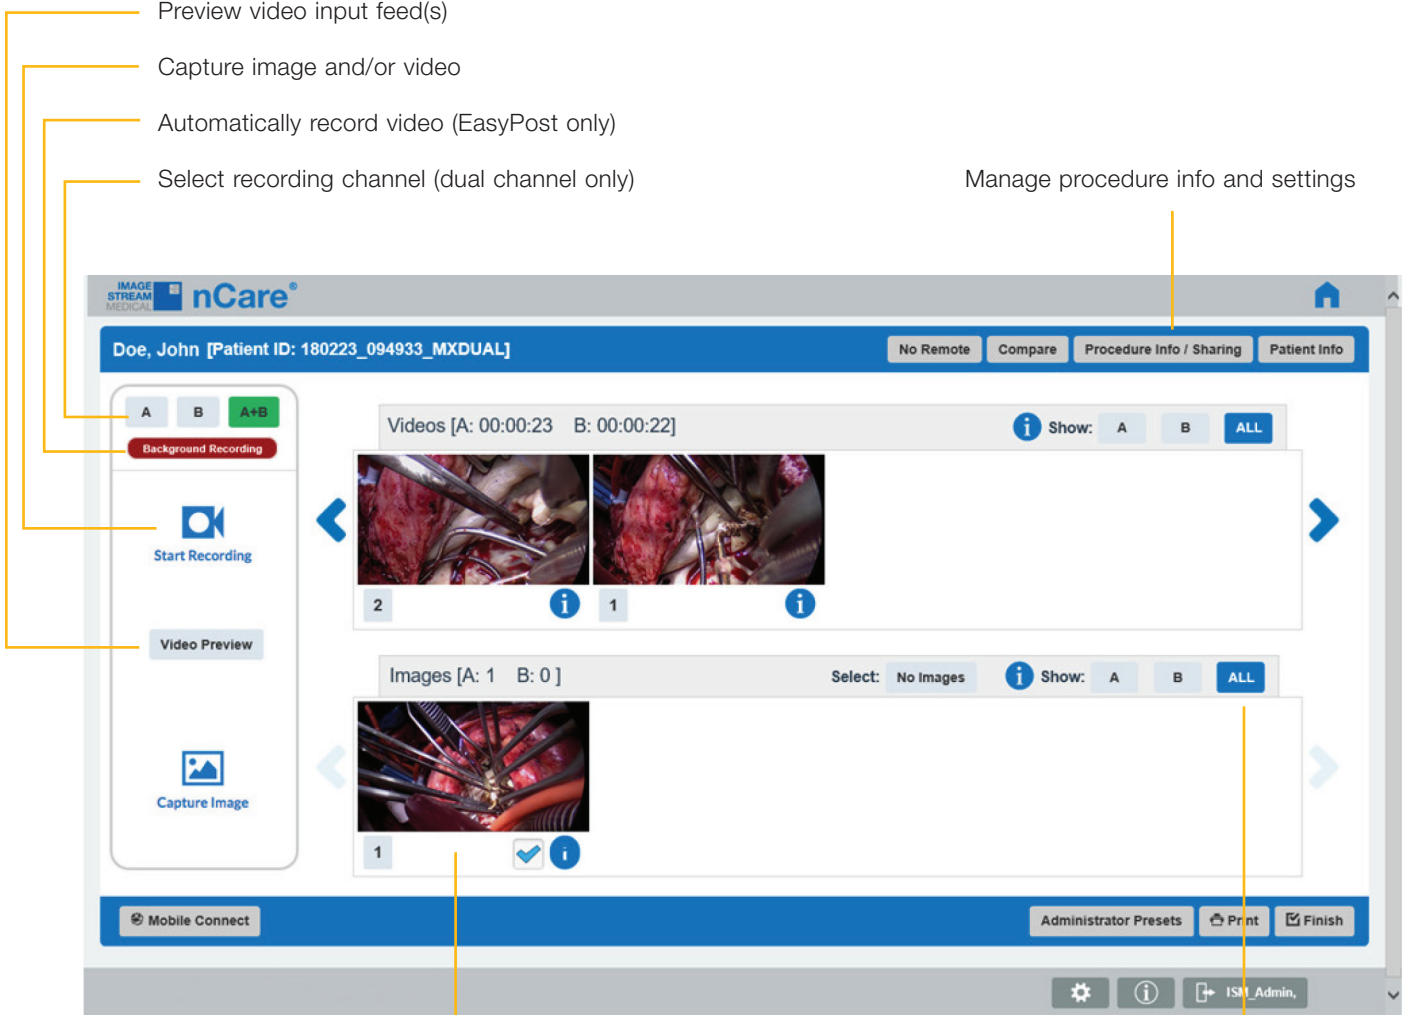 Preview video input feed(s)
Capture image and/or video
Automatically record video (EasyPost only)
Select recording channel (dual channel only)
Manage procedure info and settings
IMAGE
STREAM
MEDICAL
nCare®
Doe, John [Patient ID: 180223_094933_MXDUAL]
No Remote
Compare
Procedure Info / Sharing
Patient Info
A
B
A+B
Background Recording
Start Recording
Video Preview
Capture Image
Videos [A: 00:00:23 B: 00:00:22]
Show:
A
B
ALL
2
1
Images [A: 1 B: 0 ]
Select:
No Images
Show:
A
B
ALL
1
Mobile Connect
Administrator Presets
Print
Finish
ISM_Admin,